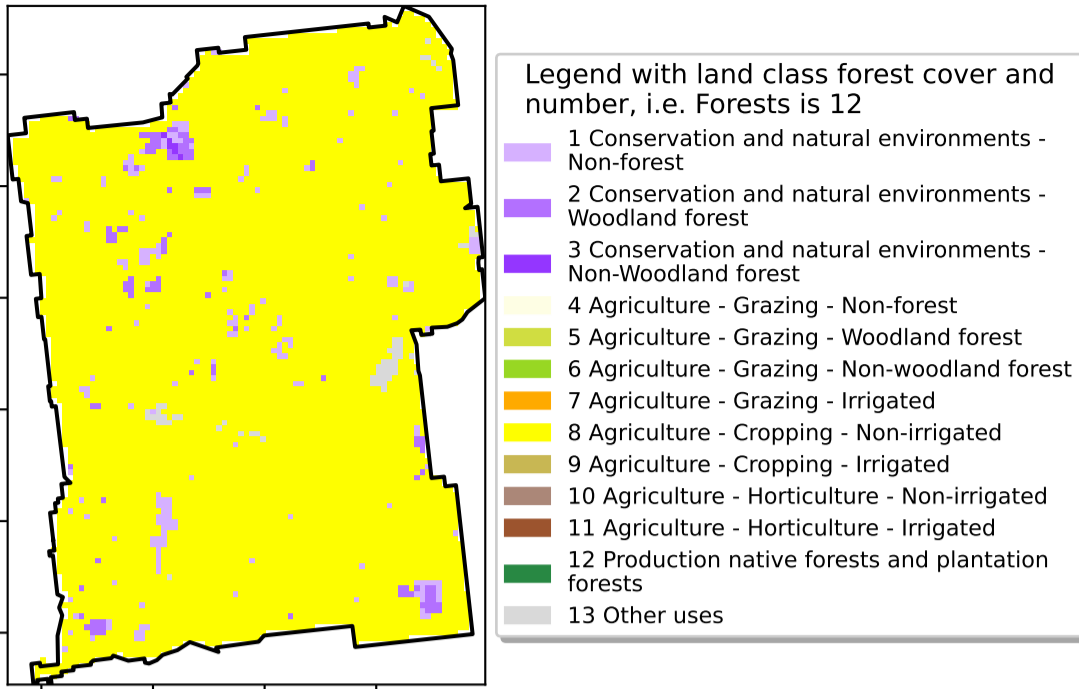 Legend with land class forest cover and
number, i.e. Forests is 12
1 Conservation and natural environments -
Non-forest
2 Conservation and natural environments -
Woodland forest
3 Conservation and natural environments -
Non-Woodland forest
4 Agriculture - Grazing - Non-forest
5 Agriculture - Grazing - Woodland forest
6 Agriculture - Grazing - Non-woodland forest
7 Agriculture - Grazing - Irrigated
8 Agriculture - Cropping - Non-irrigated
9 Agriculture - Cropping - Irrigated
10 Agriculture - Horticulture - Non-irrigated
11 Agriculture - Horticulture - Irrigated
12 Production native forests and plantation
forests
13 Other uses